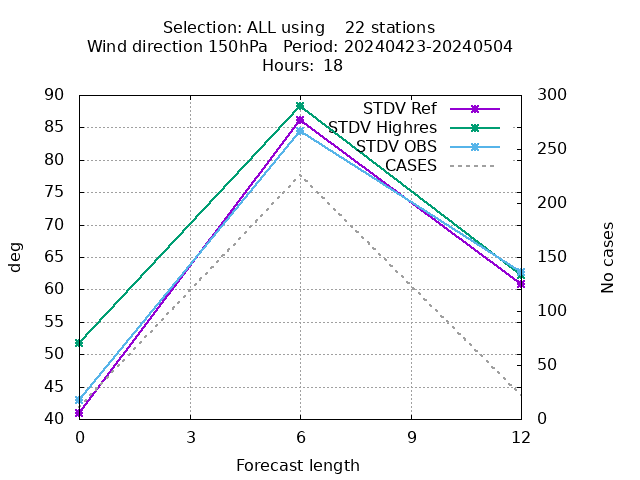 Selection: ALL using    22 stations
Wind direction 150hPa   Period: 20240423-20240504
Hours:  18
STDV Ref
STDV Highres
STDV OBS
CASES
90
85
80
75
70
65
60
55
50
45
40
300
250
200
150
100
50
0
deg
No cases
0 3 6 9 12
Forecast length